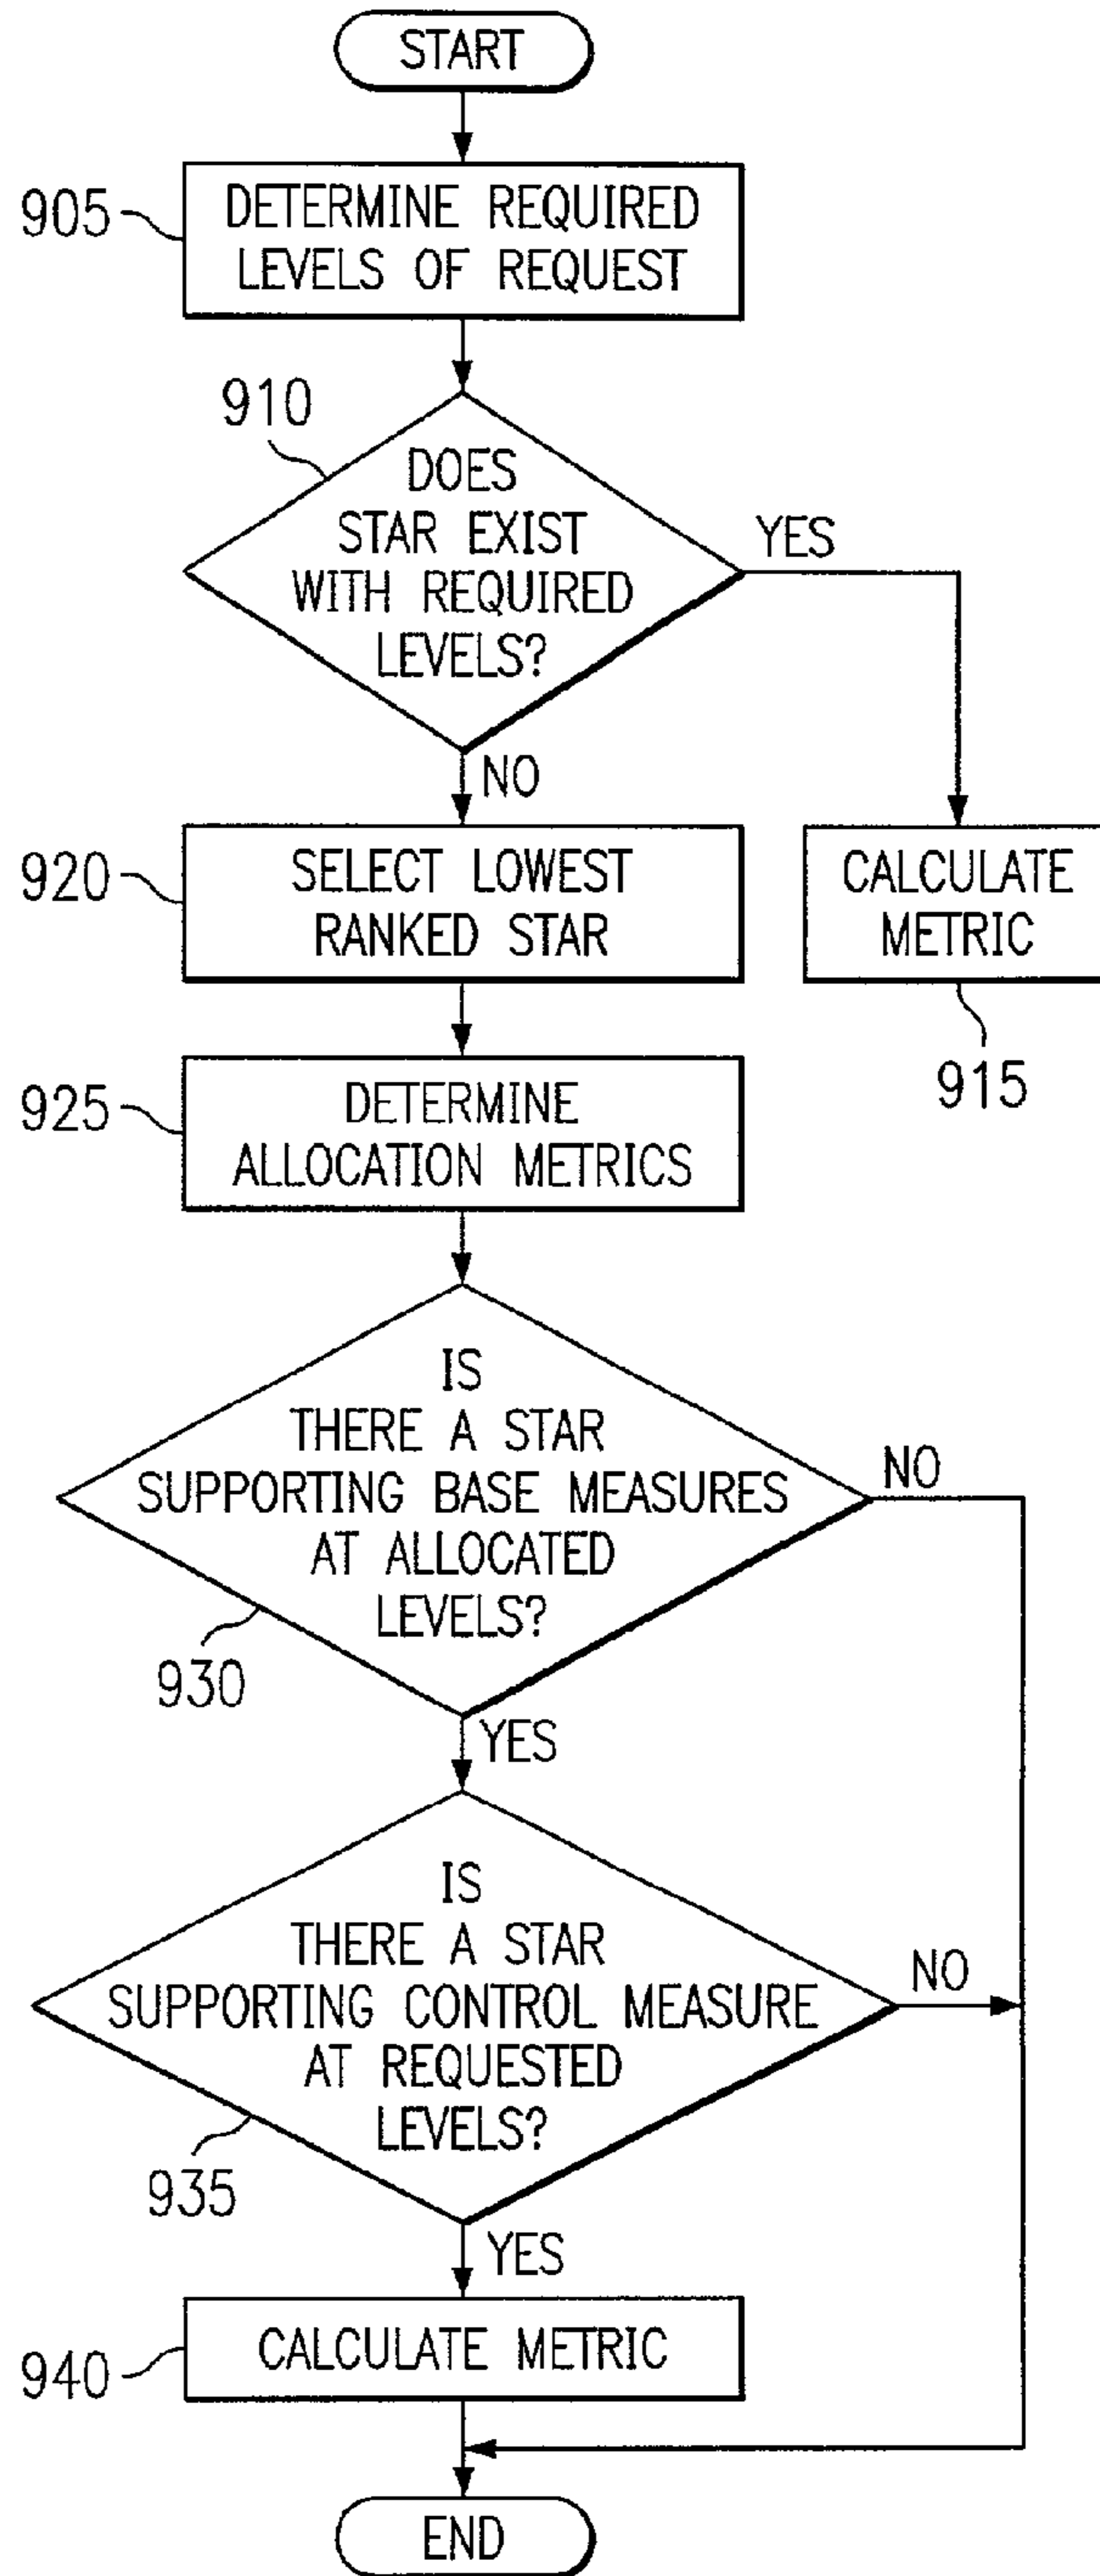 START
905
DETERMINE REQUIRED
LEVELS OF REQUEST
910
DOES
STAR EXIST
WITH REQUIRED
LEVELS?
YES
NO
920
SELECT LOWEST
RANKED STAR
CALCULATE
METRIC
915
925
DETERMINE
ALLOCATION METRICS
IS
THERE A STAR
SUPPORTING BASE MEASURES
AT ALLOCATED
LEVELS?
NO
930
YES
IS
THERE A STAR
SUPPORTING CONTROL MEASURE
AT REQUESTED
LEVELS?
NO
935
YES
940
CALCULATE METRIC
END